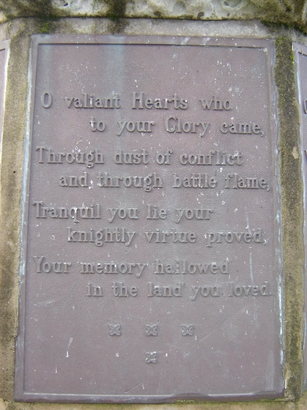 O valiant Hearts who
to your Glory came,
Through dust of conflict
and through battle flame,
Tranquil you lie your
knightly virtue proved,
Your memory hallowed
in the land you loved.